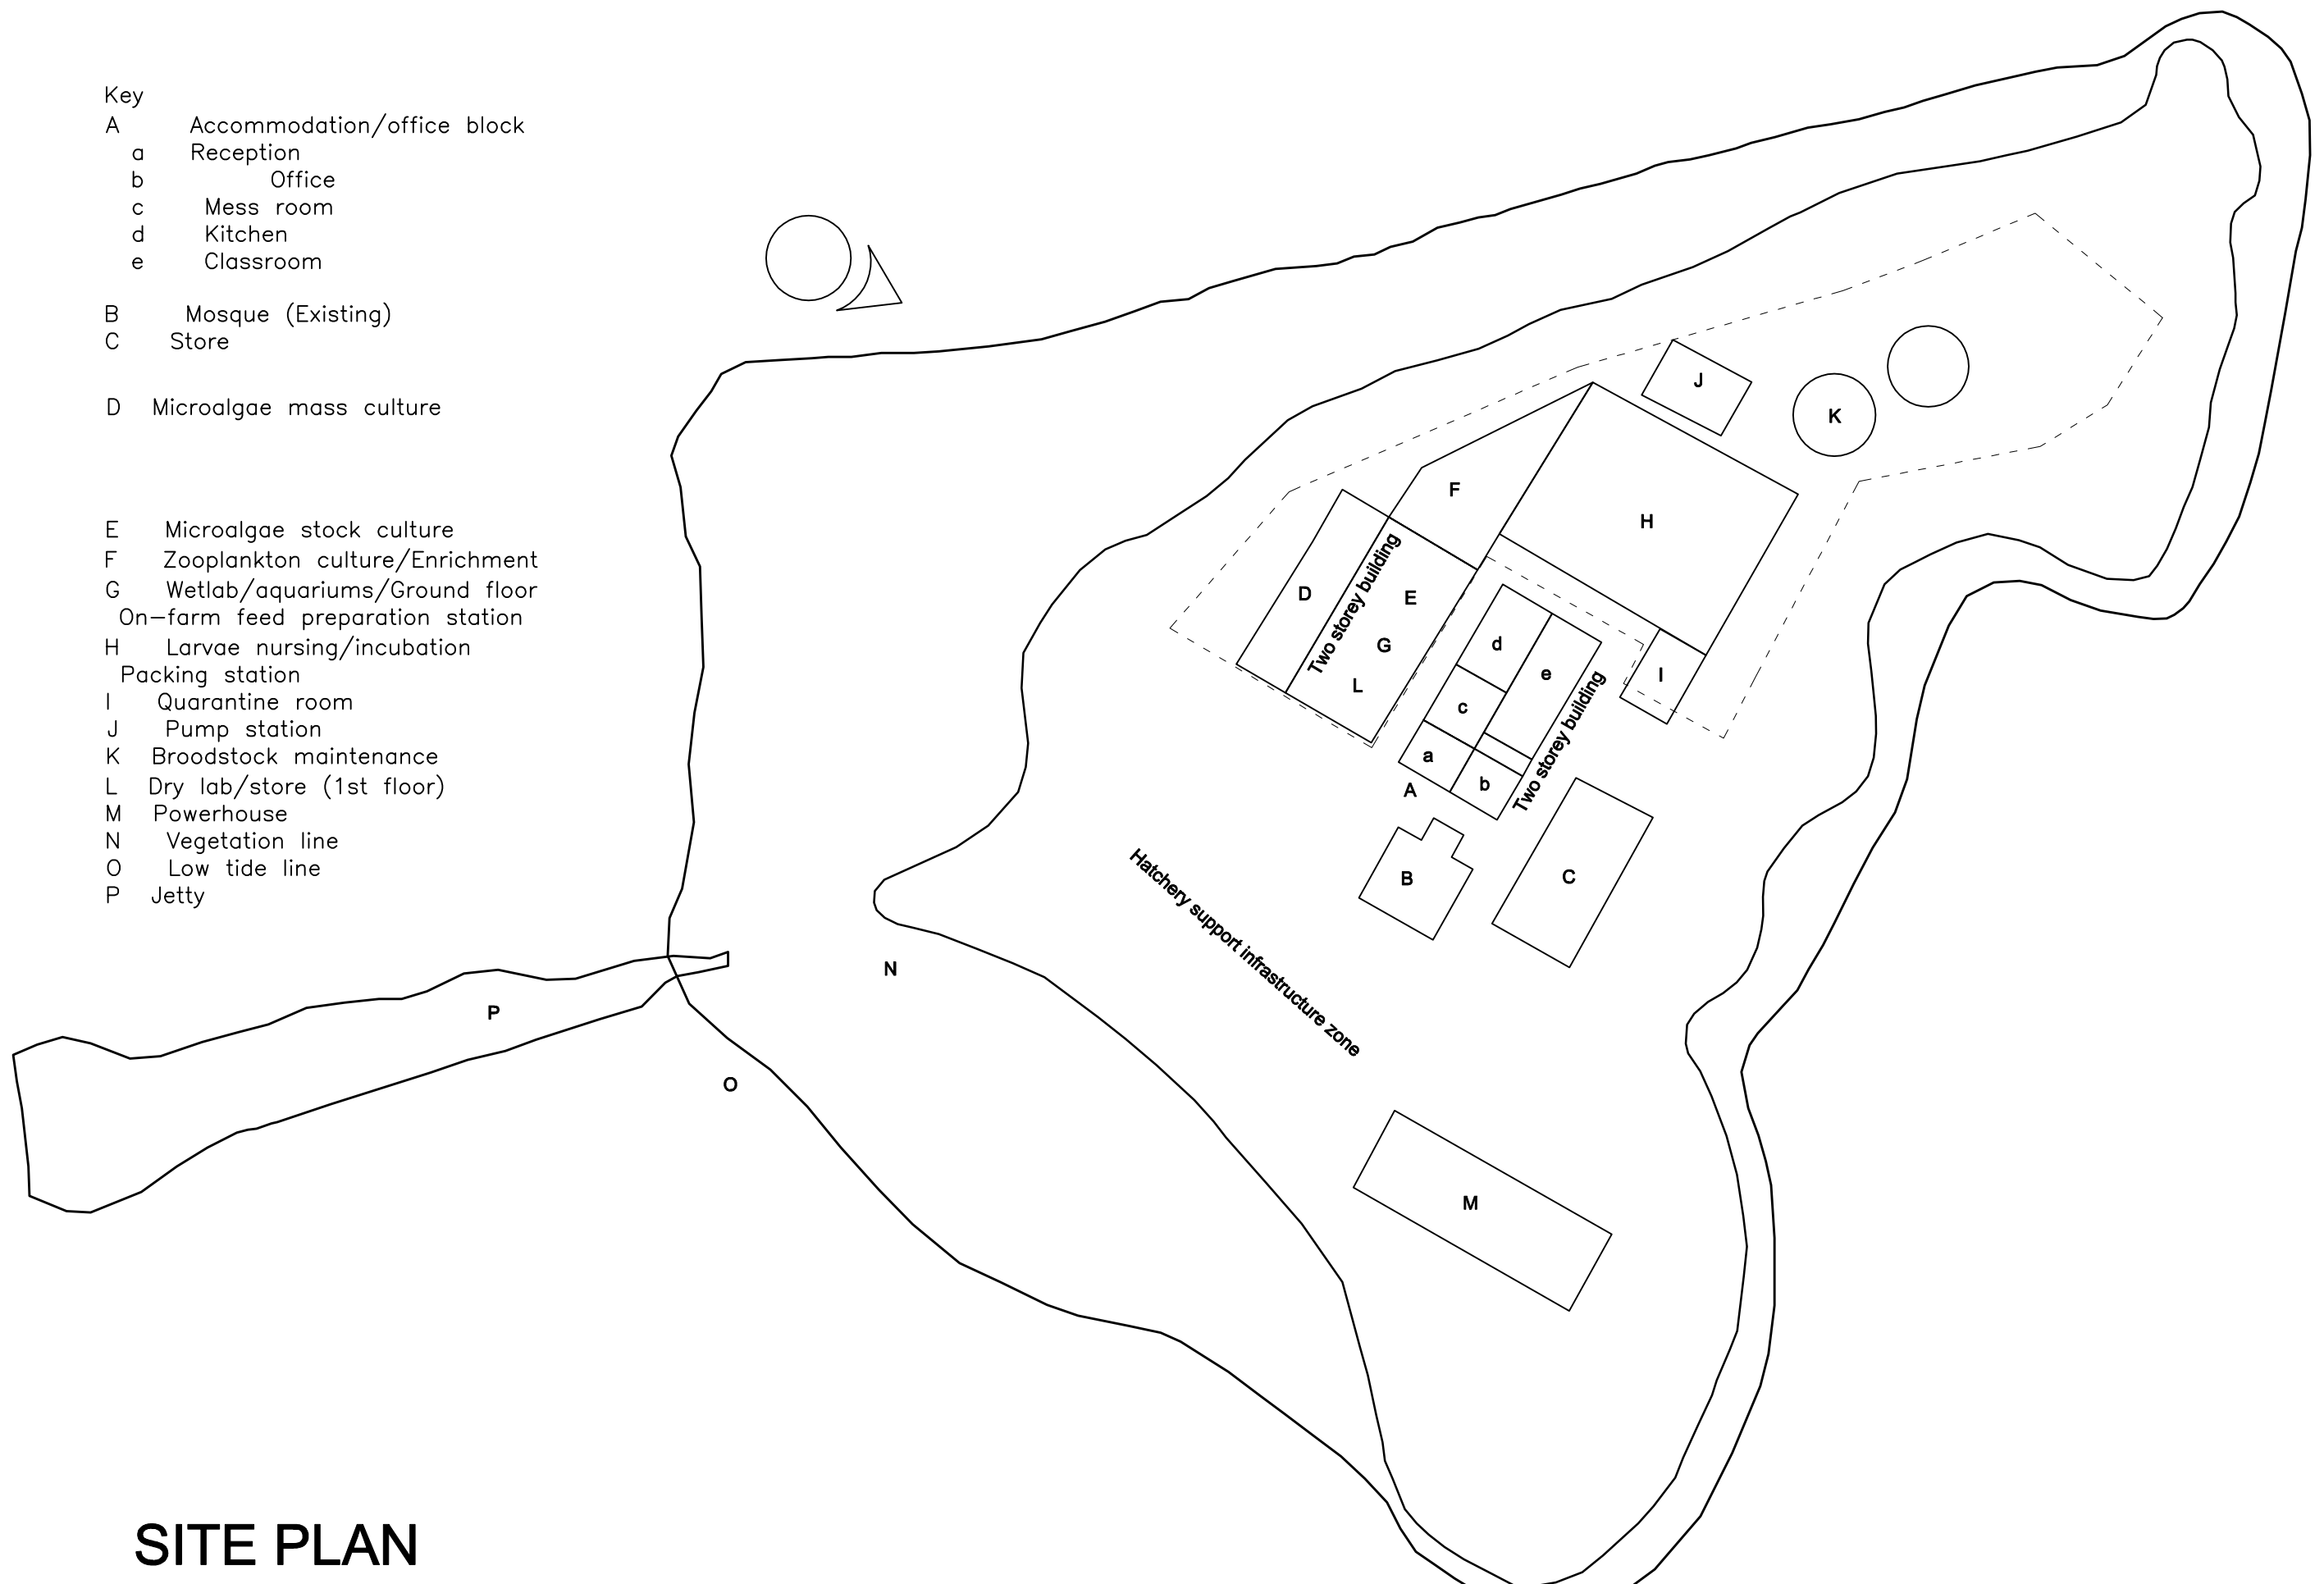 Key
A Accommodation/office block
a Reception
b Office
c Mess room
d Kitchen
e Classroom
B Mosque (Existing)
C Store
D Microalgae mass culture
E Microalgae stock culture
F Zooplankton culture/Enrichment
G Wetlab/aquariums/Ground floor
On-farm feed preparation station
H Larvae nursing/incubation
Packing station
I Quarantine room
J Pump station
K Broodstock maintenance
L Dry lab/store (1st floor)
M Powerhouse
N Vegetation line
O Low tide line
P Jetty
J
K
F
H
D
Two storey building
E
G
L
d
e
I
c
a
b
Two storey building
A
B
C
Hatchery support infrastructure zone
N
P
O
M
SITE PLAN